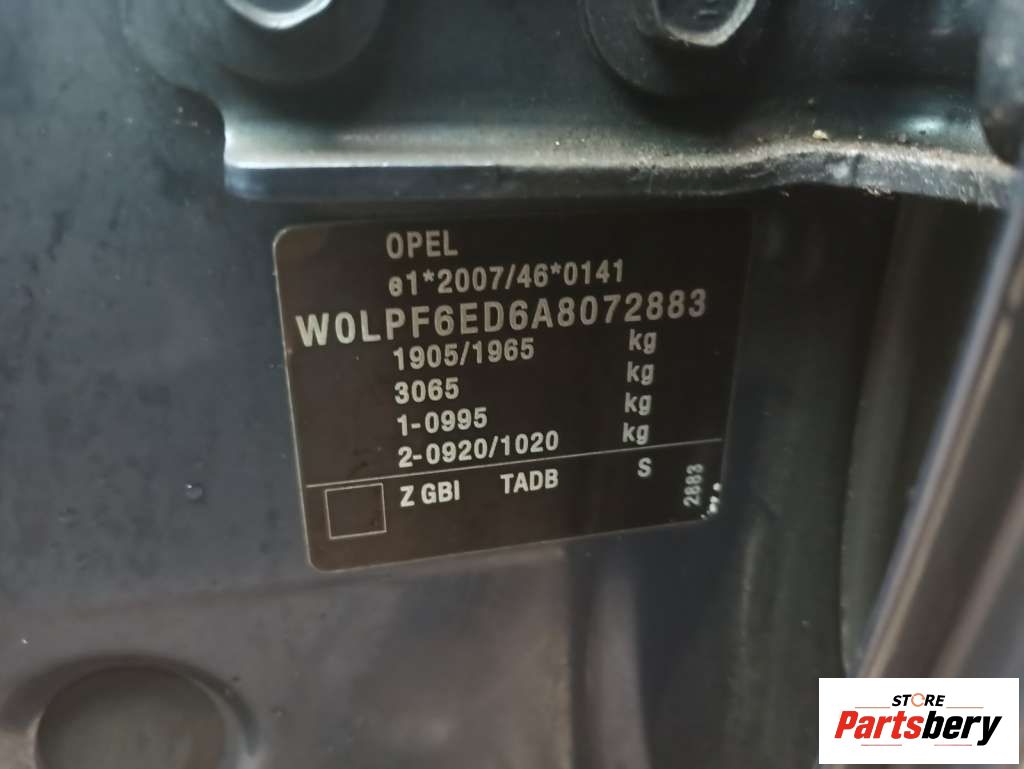 OPEL
e1*2007/46*0141
W0LPF6ED6A8072883
1905/1965 kg
3065 kg
1-0995 kg
2-0920/1020 kg
Z GBI TADB S
2883
STORE
Partsbery